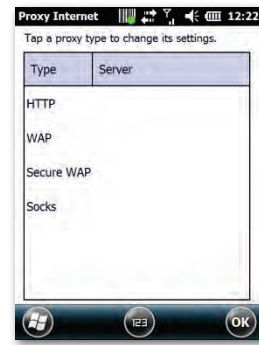 Proxy Internet 12:22
Tap a proxy type to change its settings.
Type Server
HTTP
WAP
Secure WAP
Socks
123 OK